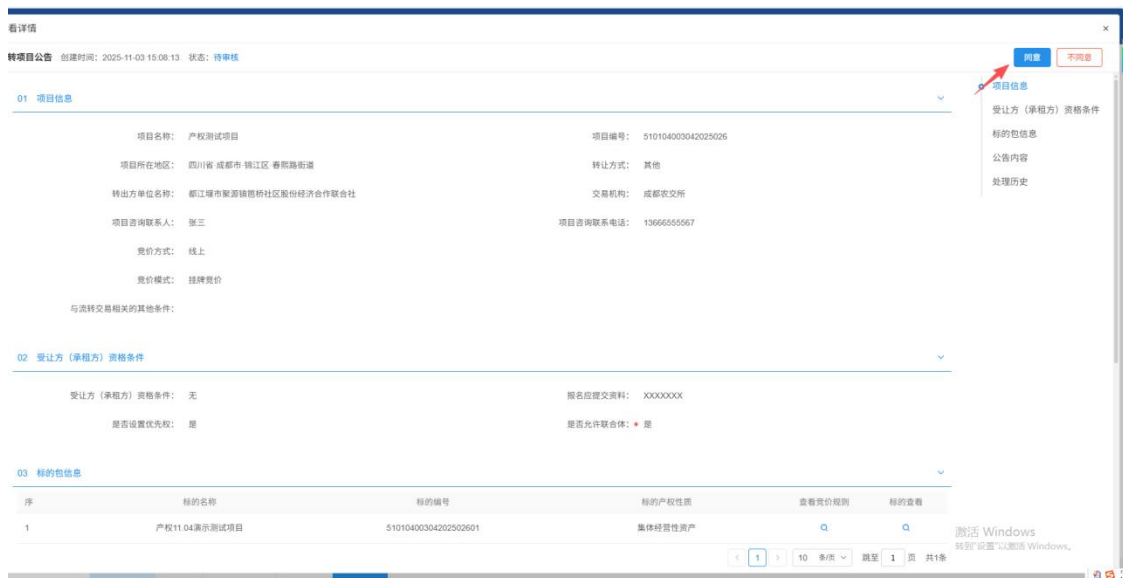 看详情
×
转项目公告 创建时间：2025-11-03 15:08:13 状态：待审核 同意 不同意
01 项目信息
项目名称： 产权测试项目 项目编号： 510104003042025026
项目所在地区： 四川省·成都市·锦江区·春熙路街道 转让方式： 其他
转出方单位名称： 都江堰市聚源镇笆桥社区股份经济合作联合社 交易机构： 成都农交所
项目咨询联系人： 张三 项目咨询联系电话： 13666555567
竞价方式： 线上
竞价模式： 挂牌竞价
与流转交易相关的其他条件：
项目信息
受让方（承租方）资格条件
标的包信息
公告内容
处理历史
02 受让方（承租方）资格条件
受让方（承租方）资格条件： 无 报名应提交资料： XXXXXXX
是否设置优先权： 是 是否允许联合体：* 是
03 标的包信息
序 标的名称 标的编号 标的产权性质 查看竞价规则 标的查看
1 产权11.04演示测试项目 51010400304202502601 集体经营性资产
< 1 > 10 条/页 跳至 1 页 共1条
激活 Windows
转到"设置"以激活 Windows。